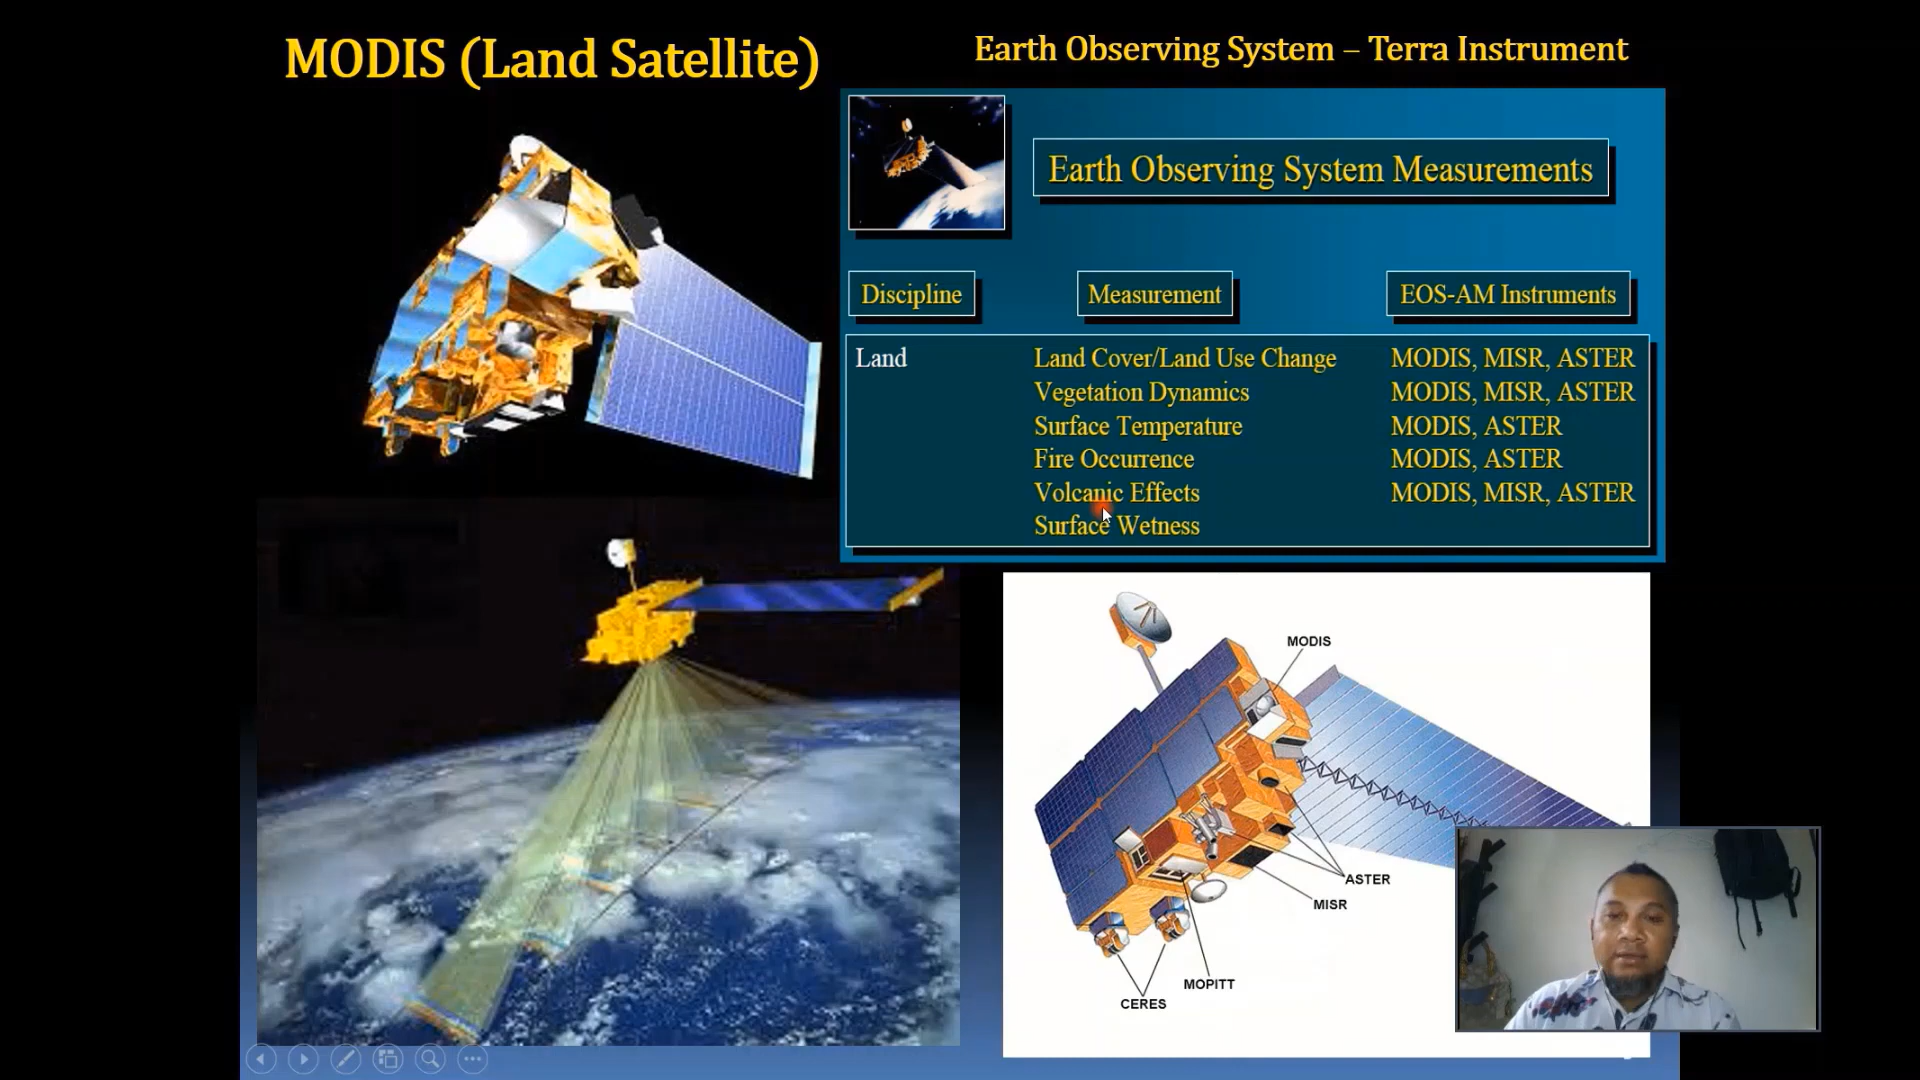 MODIS (Land Satellite)
Earth Observing System – Terra Instrument
Earth Observing System Measurements
Discipline
Measurement
EOS-AM Instruments
Land
Land Cover/Land Use Change
MODIS, MISR, ASTER
Vegetation Dynamics
MODIS, MISR, ASTER
Surface Temperature
MODIS, ASTER
Fire Occurrence
MODIS, ASTER
Volcanic Effects
MODIS, MISR, ASTER
Surface Wetness
MODIS
ASTER
MISR
MOPITT
CERES